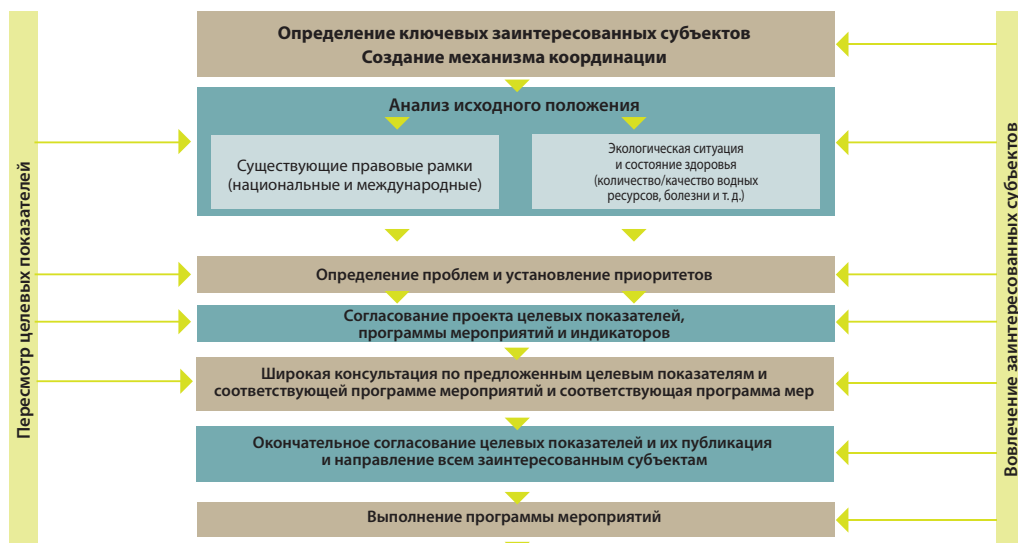 Определение ключевых заинтересованных субъектов
Создание механизма координации
Анализ исходного положения
Существующие правовые рамки
(национальные и международные)
Экологическая ситуация
и состояние здоровья
(количество/качество водных
ресурсов, болезни и т. д.)
Определение проблем и установление приоритетов
Согласование проекта целевых показателей,
программы мероприятий и индикаторов
Широкая консультация по предложенным целевым показателям и
соответствующей программе мероприятий и соответствующая программа мер
Окончательное согласование целевых показателей и их публикация
и направление всем заинтересованным субъектам
Выполнение программы мероприятий
Пересмотр целевых показателей
Вовлечение заинтересованных субъектов